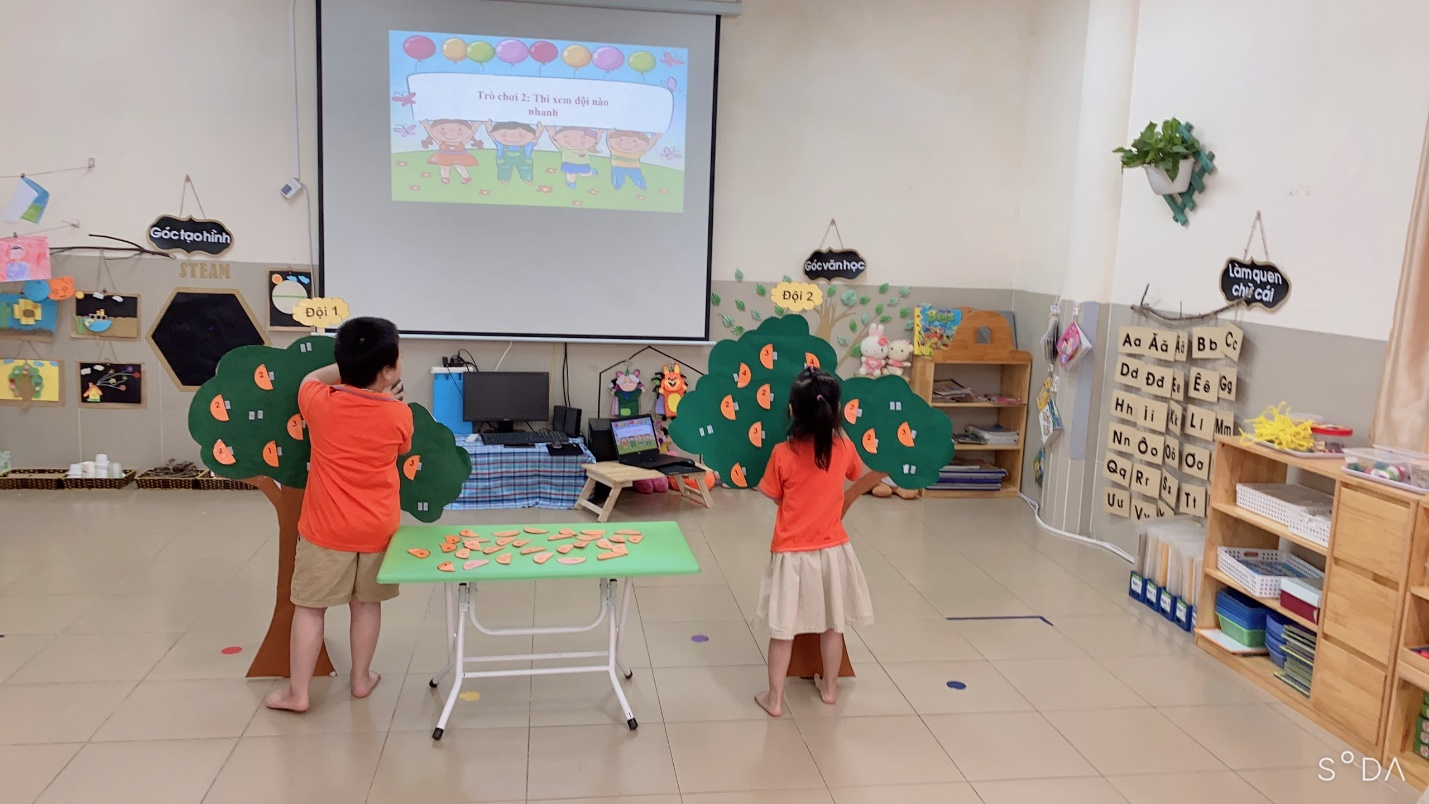 Trò chơi 2: Thi xem đội nào
nhanh
Góc tạo hình
STEAM
Góc văn học
Làm quen
chữ cái
Đội 1
Đội 2
Aa Ăă Bb Cc
Dd Đđ Êê Gg
Hh Ii Kk Ll Mm
Nn Ôô Ơơ
Qq Rr Ss Tt
Uu
SODA